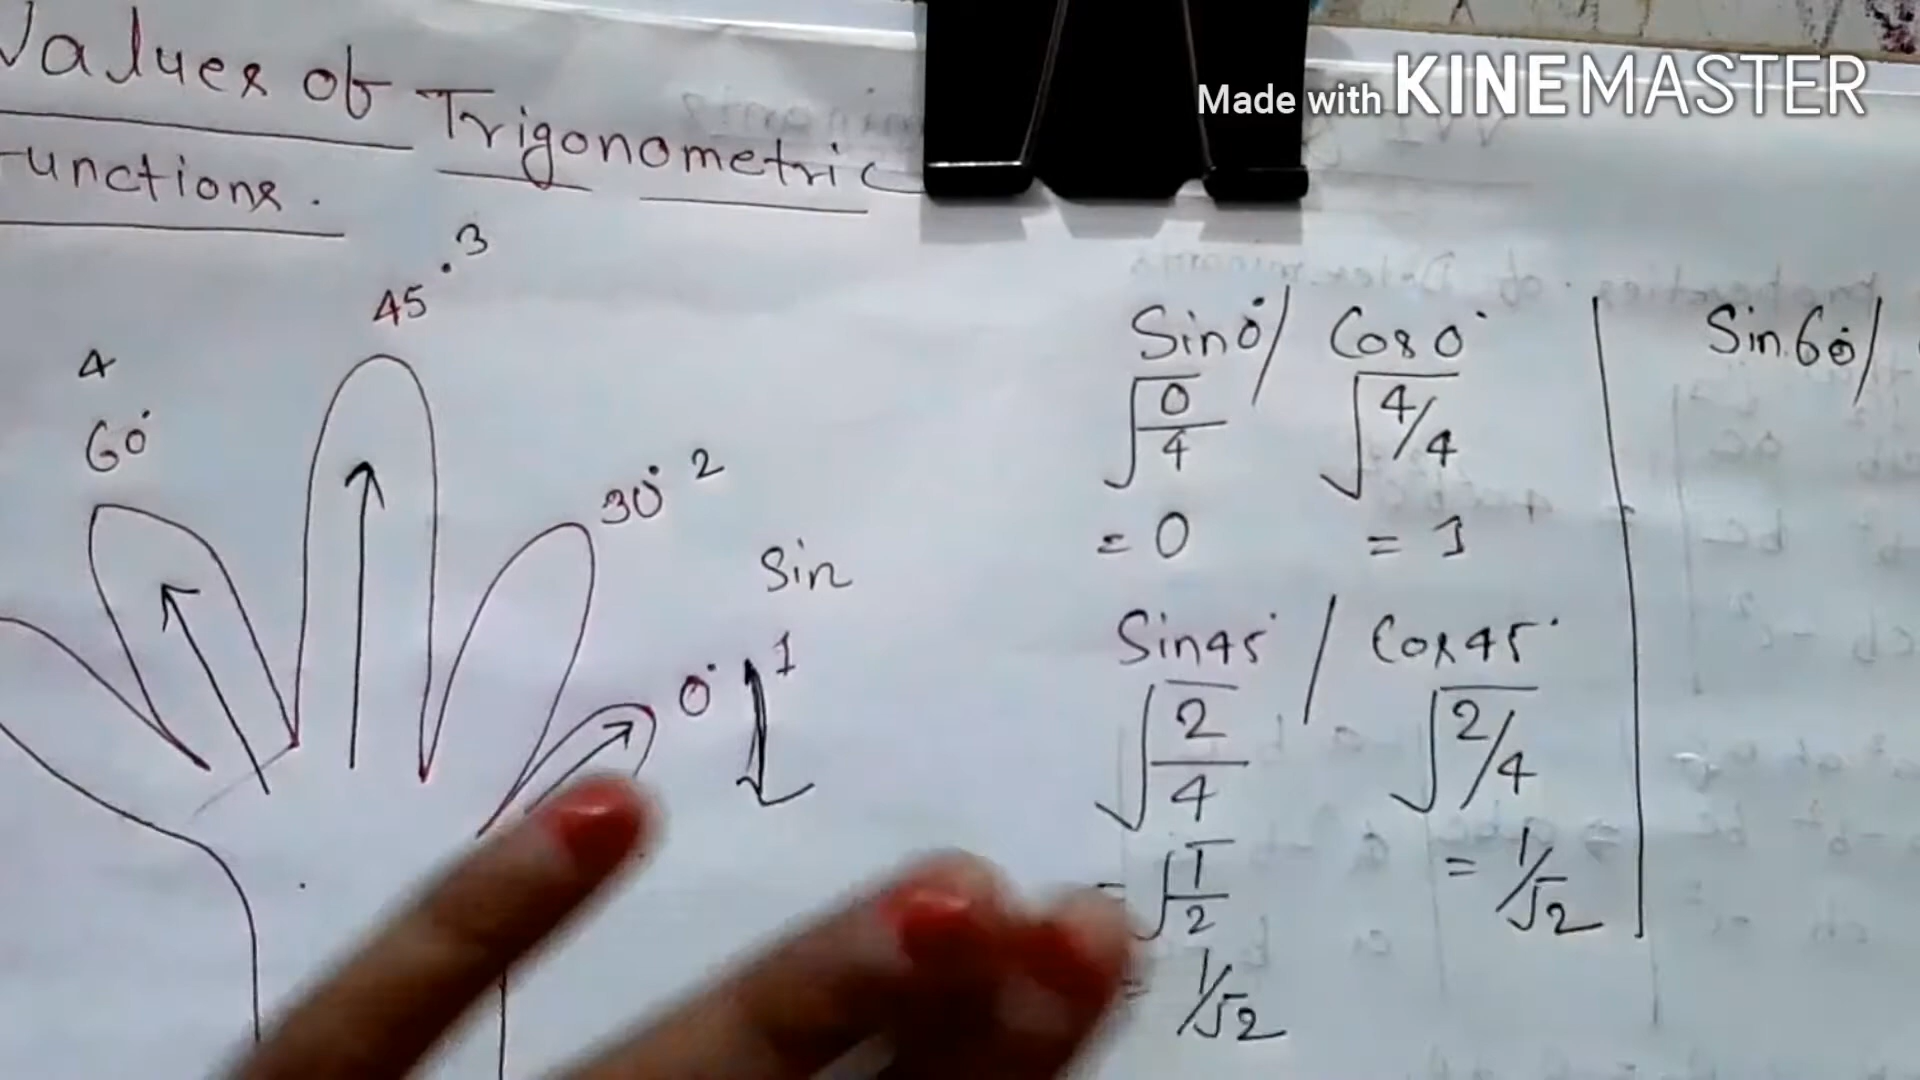 Values of Trigonometric
Functions.
Made with KINEMASTER
45° 3
4
60°
30° 2
Sin
0° 1
Sin0° / Cos0°
√0/4 √4/4
= 0 = 1
Sin45° / Cos45°
√2/4 √2/4
= √1/2 = 1/√2
= 1/√2
Sin60° /